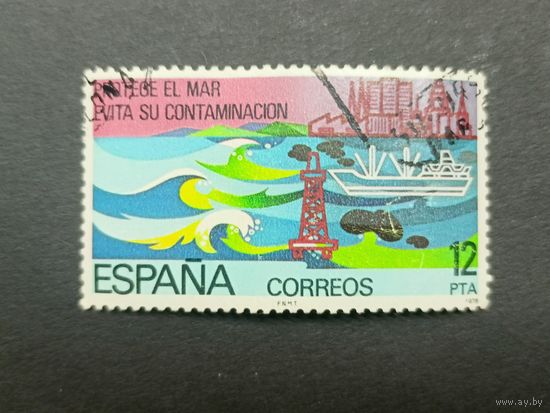 PROTEGE EL MAR
EVITA SU CONTAMINACION
12
ESPAÑA CORREOS PTA
F.N.M.T. 1978
www.ay.by